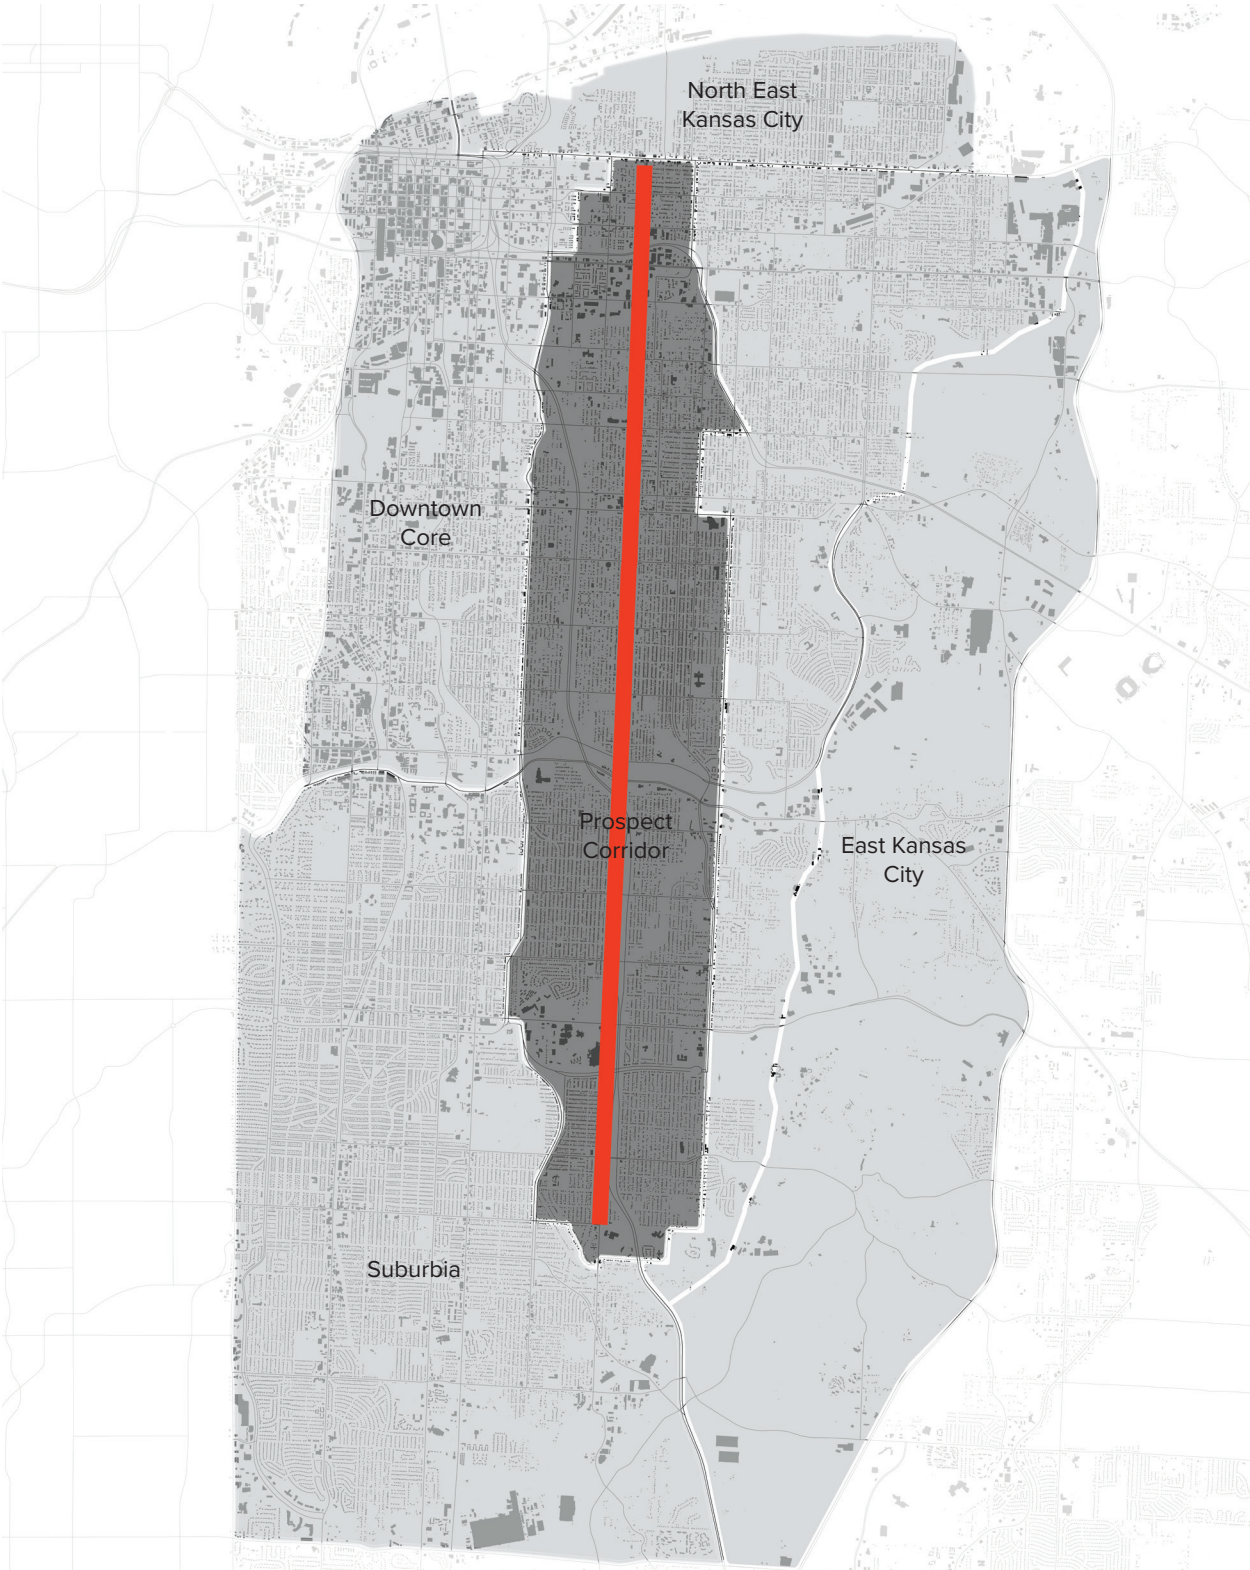 North East
Kansas City
Downtown
Core
Prospect
Corridor
East Kansas
City
Suburbia